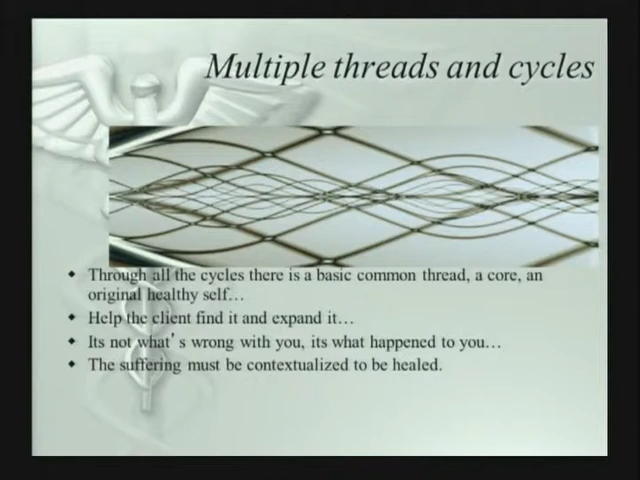 Multiple threads and cycles
Through all the cycles there is a basic common thread, a core, an
original healthy self…
Help the client find it and expand it…
Its not what's wrong with you, its what happened to you…
The suffering must be contextualized to be healed.